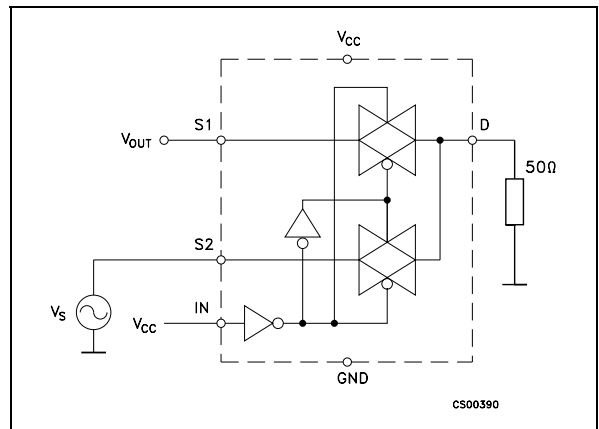 VCC
S1
D
VOUT
50Ω
S2
IN
VS
VCC
GND
CS00390